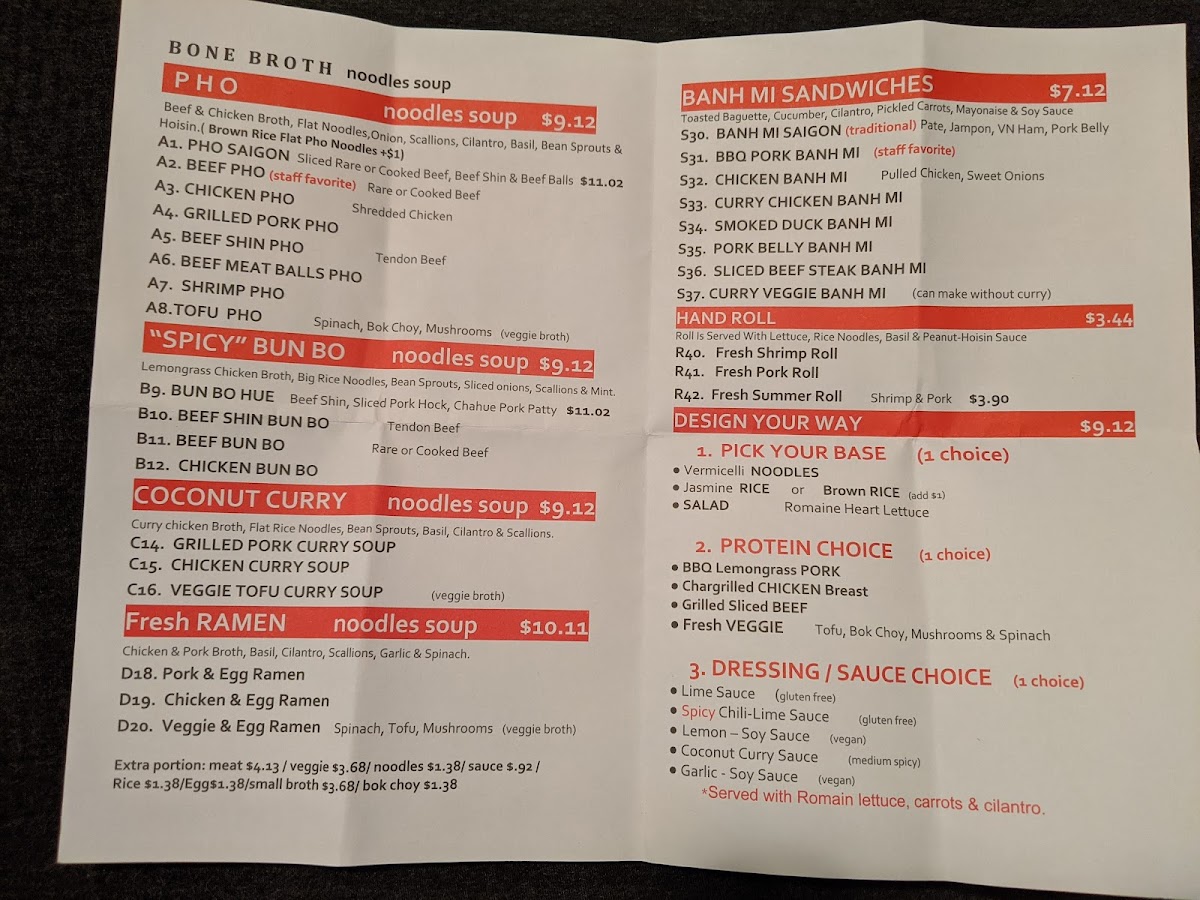 BONE BROTH noodles soup
PHO noodles soup $9.12
Beef & Chicken Broth, Flat Noodles,Onion, Scallions, Cilantro, Basil, Bean Sprouts &
Hoisin.( Brown Rice Flat Pho Noodles +$1)
A1. PHO SAIGON Sliced Rare or Cooked Beef, Beef Shin & Beef Balls $11.02
A2. BEEF PHO (staff favorite) Rare or Cooked Beef
A3. CHICKEN PHO Shredded Chicken
A4. GRILLED PORK PHO
A5. BEEF SHIN PHO Tendon Beef
A6. BEEF MEAT BALLS PHO
A7. SHRIMP PHO
A8.TOFU PHO Spinach, Bok Choy, Mushrooms (veggie broth)
"SPICY" BUN BO noodles soup $9.12
Lemongrass Chicken Broth, Big Rice Noodles, Bean Sprouts, Sliced onions, Scallions & Mint.
B9. BUN BO HUE Beef Shin, Sliced Pork Hock, Chahue Pork Patty $11.02
B10. BEEF SHIN BUN BO Tendon Beef
B11. BEEF BUN BO Rare or Cooked Beef
B12. CHICKEN BUN BO
COCONUT CURRY noodles soup $9.12
Curry chicken Broth, Flat Rice Noodles, Bean Sprouts, Basil, Cilantro & Scallions.
C14. GRILLED PORK CURRY SOUP
C15. CHICKEN CURRY SOUP
C16. VEGGIE TOFU CURRY SOUP (veggie broth)
Fresh RAMEN noodles soup $10.11
Chicken & Pork Broth, Basil, Cilantro, Scallions, Garlic & Spinach.
D18. Pork & Egg Ramen
D19. Chicken & Egg Ramen
D20. Veggie & Egg Ramen Spinach, Tofu, Mushrooms (veggie broth)
Extra portion: meat $4.13 / veggie $3.68/ noodles $1.38/ sauce $.92 /
Rice $1.38/Egg$1.38/small broth $3.68/ bok choy $1.38
BANH MI SANDWICHES $7.12
Toasted Baguette, Cucumber, Cilantro, Pickled Carrots, Mayonaise & Soy Sauce
S30. BANH MI SAIGON (traditional) Pate, Jampon, VN Ham, Pork Belly
S31. BBQ PORK BANH MI (staff favorite)
S32. CHICKEN BANH MI Pulled Chicken, Sweet Onions
S33. CURRY CHICKEN BANH MI
S34. SMOKED DUCK BANH MI
S35. PORK BELLY BANH MI
S36. SLICED BEEF STEAK BANH MI
S37. CURRY VEGGIE BANH MI (can make without curry)
HAND ROLL $3.44
Roll Is Served With Lettuce, Rice Noodles, Basil & Peanut-Hoisin Sauce
R40. Fresh Shrimp Roll
R41. Fresh Pork Roll
R42. Fresh Summer Roll Shrimp & Pork $3.90
DESIGN YOUR WAY $9.12
1. PICK YOUR BASE (1 choice)
• Vermicelli NOODLES
• Jasmine RICE or Brown RICE (add $1)
• SALAD Romaine Heart Lettuce
2. PROTEIN CHOICE (1 choice)
• BBQ Lemongrass PORK
• Chargrilled CHICKEN Breast
• Grilled Sliced BEEF
• Fresh VEGGIE Tofu, Bok Choy, Mushrooms & Spinach
3. DRESSING / SAUCE CHOICE (1 choice)
• Lime Sauce (gluten free)
• Spicy Chili-Lime Sauce (gluten free)
• Lemon – Soy Sauce (vegan)
• Coconut Curry Sauce (medium spicy)
• Garlic - Soy Sauce (vegan)
*Served with Romain lettuce, carrots & cilantro.